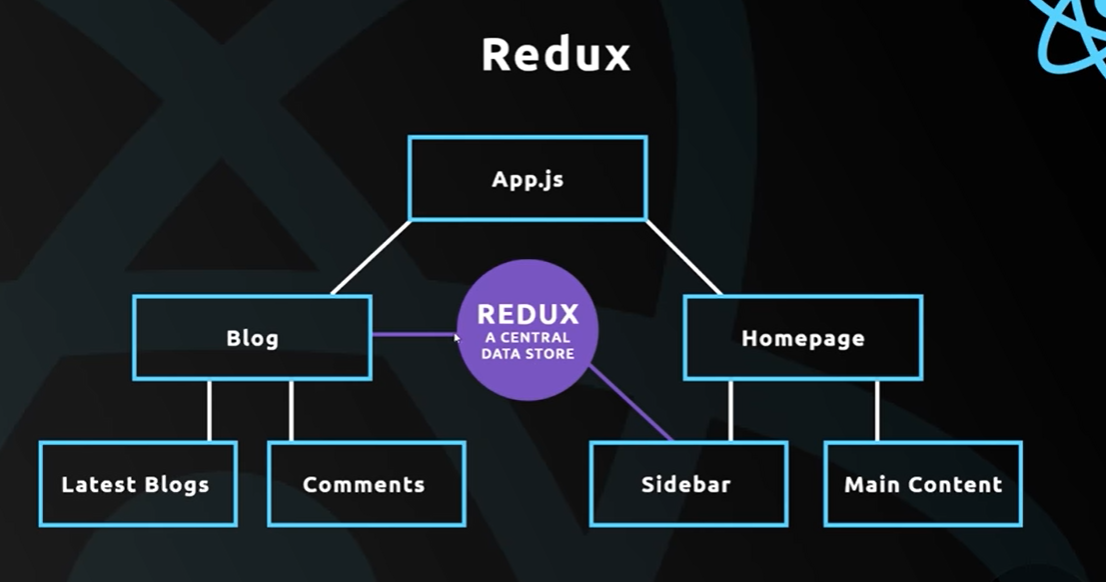 Redux
App.js
REDUX
A CENTRAL
DATA STORE
Blog
Homepage
Latest Blogs
Comments
Sidebar
Main Content